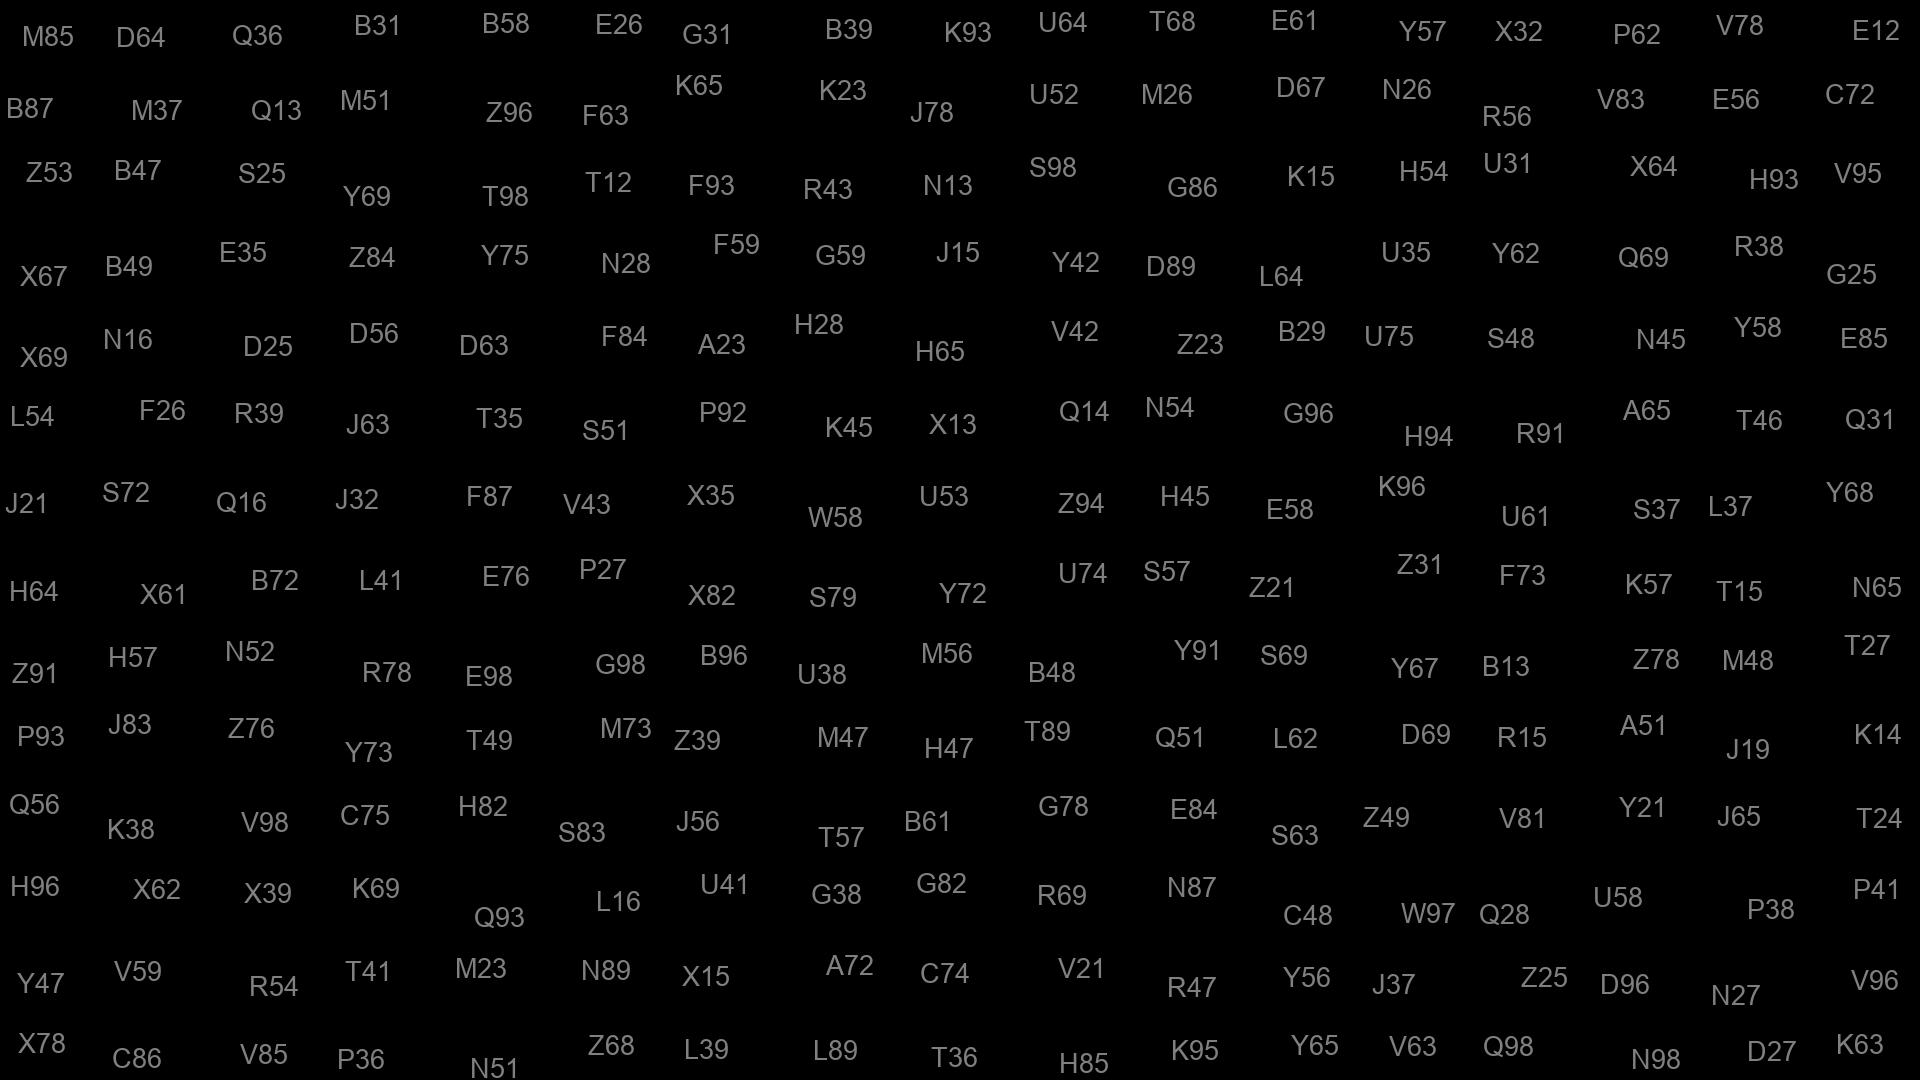 M85 D64 Q36 B31 B58 E26 G31 B39 K93 U64 T68 E61 Y57 X32 P62 V78 E12
B87 M37 Q13 M51 Z96 F63 K65 K23 J78 U52 M26 D67 N26 R56 V83 E56 C72
Z53 B47 S25 Y69 T98 T12 F93 R43 N13 S98 G86 K15 H54 U31 X64 H93 V95
X67 B49 E35 Z84 Y75 N28 F59 G59 J15 Y42 D89 L64 U35 Y62 Q69 R38 G25
X69 N16 D25 D56 D63 F84 A23 H28 H65 V42 Z23 B29 U75 S48 N45 Y58 E85
L54 F26 R39 J63 T35 S51 P92 K45 X13 Q14 N54 G96 H94 R91 A65 T46 Q31
J21 S72 Q16 J32 F87 V43 X35 W58 U53 Z94 H45 E58 K96 U61 S37 L37 Y68
H64 X61 B72 L41 E76 P27 X82 S79 Y72 U74 S57 Z21 Z31 F73 K57 T15 N65
Z91 H57 N52 R78 E98 G98 B96 U38 M56 B48 Y91 S69 Y67 B13 Z78 M48 T27
P93 J83 Z76 Y73 T49 M73 Z39 M47 H47 T89 Q51 L62 D69 R15 A51 J19 K14
Q56 K38 V98 C75 H82 S83 J56 T57 B61 G78 E84 S63 Z49 V81 Y21 J65 T24
H96 X62 X39 K69 Q93 L16 U41 G38 G82 R69 N87 C48 W97 Q28 U58 P38 P41
Y47 V59 R54 T41 M23 N89 X15 A72 C74 V21 R47 Y56 J37 Z25 D96 N27 V96
X78 C86 V85 P36 N51 Z68 L39 L89 T36 H85 K95 Y65 V63 Q98 N98 D27 K63